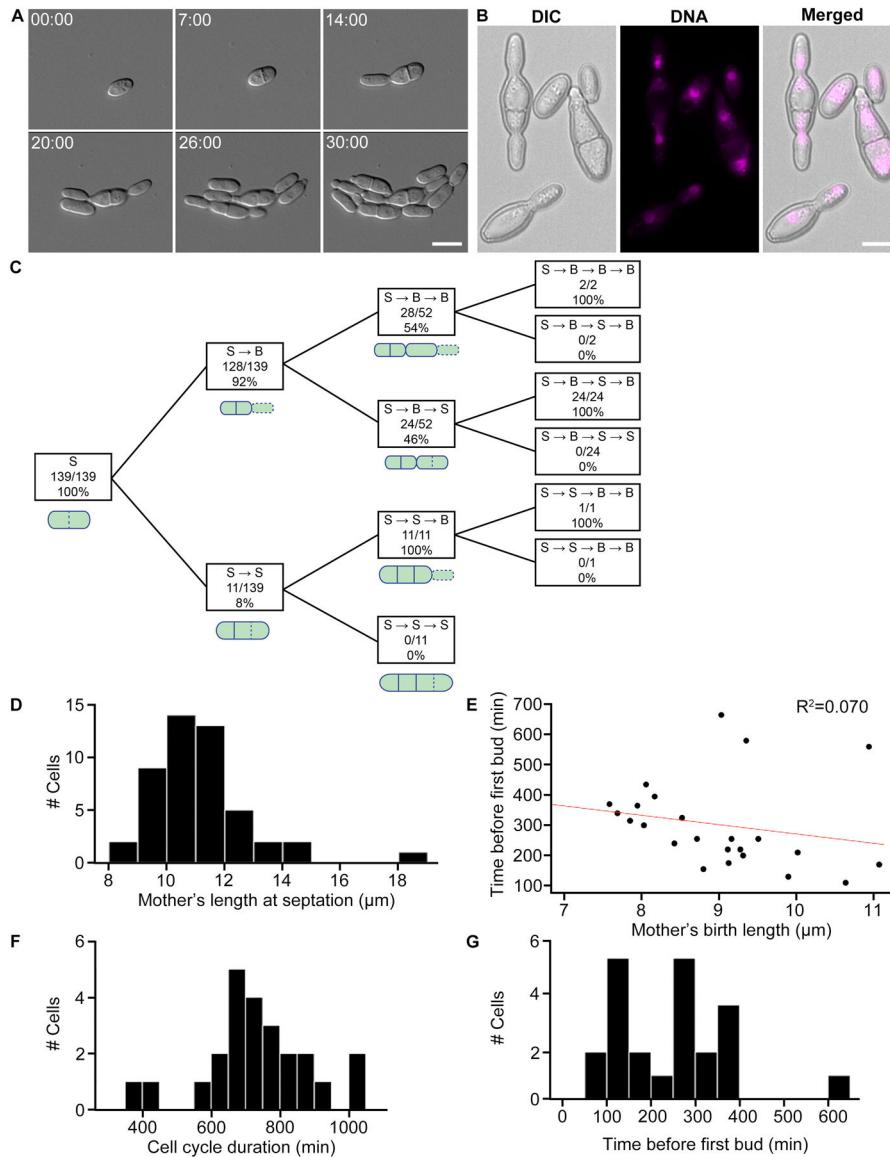 A
00:00
7:00
14:00
20:00
26:00
30:00
B
DIC
DNA
Merged
C
S
139/139
100%
S → B
128/139
92%
S → S
11/139
8%
S → B → B
28/52
54%
S → B → S
24/52
46%
S → S → B
11/11
100%
S → S → S
0/11
0%
S → B → B → B
2/2
100%
S → B → S → B
0/2
0%
S → B → S → B
24/24
100%
S → B → S → S
0/24
0%
S → S → B → B
1/1
100%
S → S → B → B
0/1
0%
D
# Cells
15
10
5
0
8
10
12
14
16
18
Mother's length at septation (µm)
E
Time before first bud (min)
700
600
500
400
300
200
100
R²=0.070
7
8
9
10
11
Mother's birth length (µm)
F
# Cells
6
4
2
0
400
600
800
1000
Cell cycle duration (min)
G
# Cells
6
4
2
0
0
100
200
300
400
500
600
Time before first bud (min)